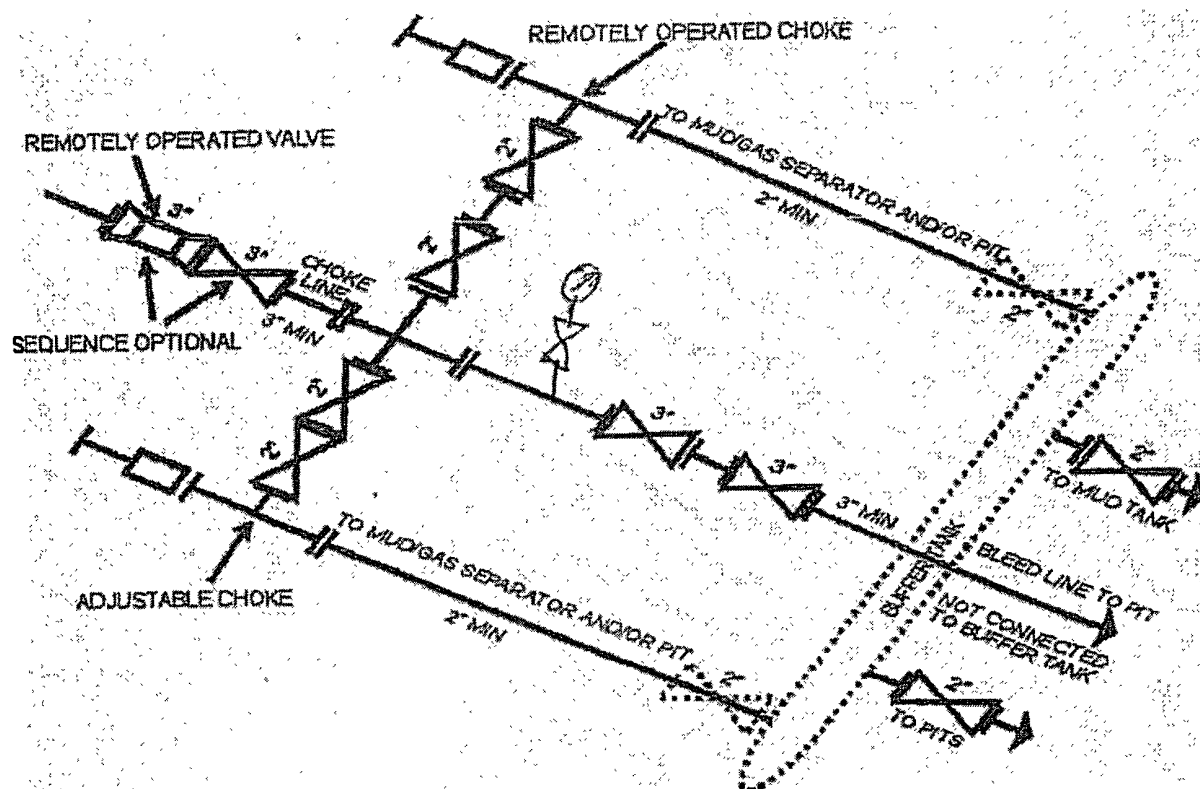 REMOTELY OPERATED CHOKE
REMOTELY OPERATED VALVE
TO MUD/GAS SEPARATOR AND/OR PIT
2" MIN
2"
2"
3"
3"
CHOKE
LINE
3" MIN
SEQUENCE OPTIONAL
2"
2"
2"
3"
3"
3" MIN
2"
TO MUD TANK
BUFFER TANK
BLEED LINE TO PIT
NOT CONNECTED
TO BUFFER TANK
ADJUSTABLE CHOKE
TO MUD/GAS SEPARATOR AND/OR PIT
2" MIN
2"
2"
TO PITS